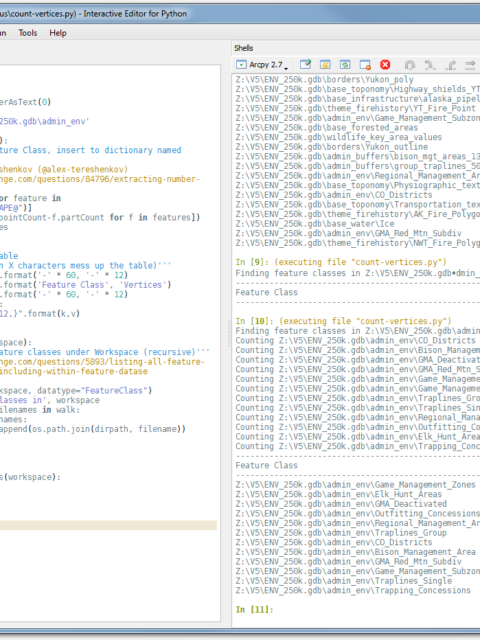 us\count-vertices.py) - Interactive Editor for Python
un Tools Help
erAsText(0)
250k.gdb\admin_env'
):
ture Class, insert to dictionary named
eshenkov (@alex-tereshenkov)
nge.com/questions/84796/extracting-number-
or feature in
APE@")]
pointCount-f.partCount for f in features])
es
able
n X characters mess up the table)'''
.format('-' * 60, '-' * 12)
.format('Feature Class', 'Vertices')
.format('-' * 60, '-' * 12)
:
12,}".format(k,v)
space):
eature classes under Workspace (recursive)'''
nge.com/questions/5893/listing-all-feature-
including-within-feature-datase
kspace, datatype="FeatureClass")
lasses in', workspace
filenames in walk:
names:
append(os.path.join(dirpath, filename))
s(workspace):
Shells
Arcpy 2.7
Z:\V5\ENV_250k.gdb\borders\Yukon_poly
Z:\V5\ENV_250k.gdb\base_topography\Highway_shields_YT
Z:\V5\ENV_250k.gdb\base_infrastructure\alaska_pipel
Z:\V5\ENV_250k.gdb\theme_firehistory\YT_Fire_Point
Z:\V5\ENV_250k.gdb\admin_env\Game_Management_Subzon
Z:\V5\ENV_250k.gdb\base_forested_areas
Z:\V5\ENV_250k.gdb\wildlife_key_area_values
Z:\V5\ENV_250k.gdb\borders\Yukon_outline
Z:\V5\ENV_250k.gdb\admin_buffers\bison_mgt_areas_13
Z:\V5\ENV_250k.gdb\admin_buffers\group_traplines_50
Z:\V5\ENV_250k.gdb\admin_env\Regional_Management_Ar
Z:\V5\ENV_250k.gdb\base_topography\Physiographic_text
Z:\V5\ENV_250k.gdb\admin_env\CO_Districts
Z:\V5\ENV_250k.gdb\base_topography\Transportation_tex
Z:\V5\ENV_250k.gdb\theme_firehistory\AK_Fire_Polygo
Z:\V5\ENV_250k.gdb\base_water\Ice
Z:\V5\ENV_250k.gdb\admin_env\GMA_Red_Mtn_Subdiv
Z:\V5\ENV_250k.gdb\theme_firehistory\NWT_Fire_Polyg
In [9]: (executing file "count-vertices.py")
Finding feature classes in Z:\V5\ENV_250k.gdb•dmin_
Feature Class
In [10]: (executing file "count-vertices.py")
Finding feature classes in Z:\V5\ENV_250k.gdb\admin
Counting Z:\V5\ENV_250k.gdb\admin_env\CO_Districts
Counting Z:\V5\ENV_250k.gdb\admin_env\Bison_Managem
Counting Z:\V5\ENV_250k.gdb\admin_env\GMA_Deactivat
Counting Z:\V5\ENV_250k.gdb\admin_env\GMA_Red_Mtn_S
Counting Z:\V5\ENV_250k.gdb\admin_env\Game_Manageme
Counting Z:\V5\ENV_250k.gdb\admin_env\Game_Manageme
Counting Z:\V5\ENV_250k.gdb\admin_env\Traplines_Gro
Counting Z:\V5\ENV_250k.gdb\admin_env\Traplines_Sin
Counting Z:\V5\ENV_250k.gdb\admin_env\Regional_Mana
Counting Z:\V5\ENV_250k.gdb\admin_env\Outfitting_Co
Counting Z:\V5\ENV_250k.gdb\admin_env\Elk_Hunt_Area
Counting Z:\V5\ENV_250k.gdb\admin_env\Trapping_Conc
Feature Class
Z:\V5\ENV_250k.gdb\admin_env\Game_Management_Zones
Z:\V5\ENV_250k.gdb\admin_env\Elk_Hunt_Areas
Z:\V5\ENV_250k.gdb\admin_env\GMA_Deactivated
Z:\V5\ENV_250k.gdb\admin_env\Outfitting_Concessions
Z:\V5\ENV_250k.gdb\admin_env\Regional_Management_Ar
Z:\V5\ENV_250k.gdb\admin_env\Traplines_Group
Z:\V5\ENV_250k.gdb\admin_env\CO_Districts
Z:\V5\ENV_250k.gdb\admin_env\Bison_Management_Area
Z:\V5\ENV_250k.gdb\admin_env\GMA_Red_Mtn_Subdiv
Z:\V5\ENV_250k.gdb\admin_env\Game_Management_Subzon
Z:\V5\ENV_250k.gdb\admin_env\Traplines_Single
Z:\V5\ENV_250k.gdb\admin_env\Trapping_Concessions
In [11]: